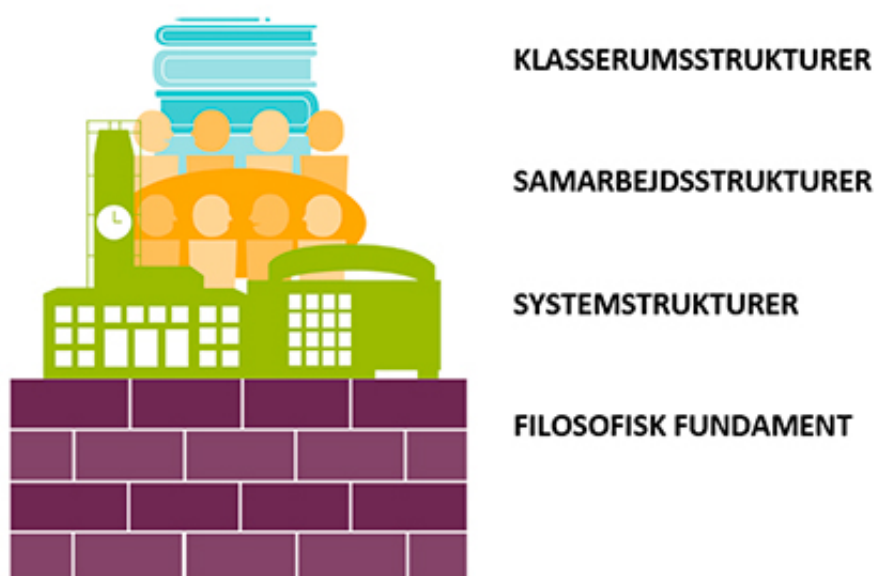 KLASSERUMSSTRUKTURER
SAMARBEJDSSTRUKTURER
SYSTEMSTRUKTURER
FILOSOFISK FUNDAMENT